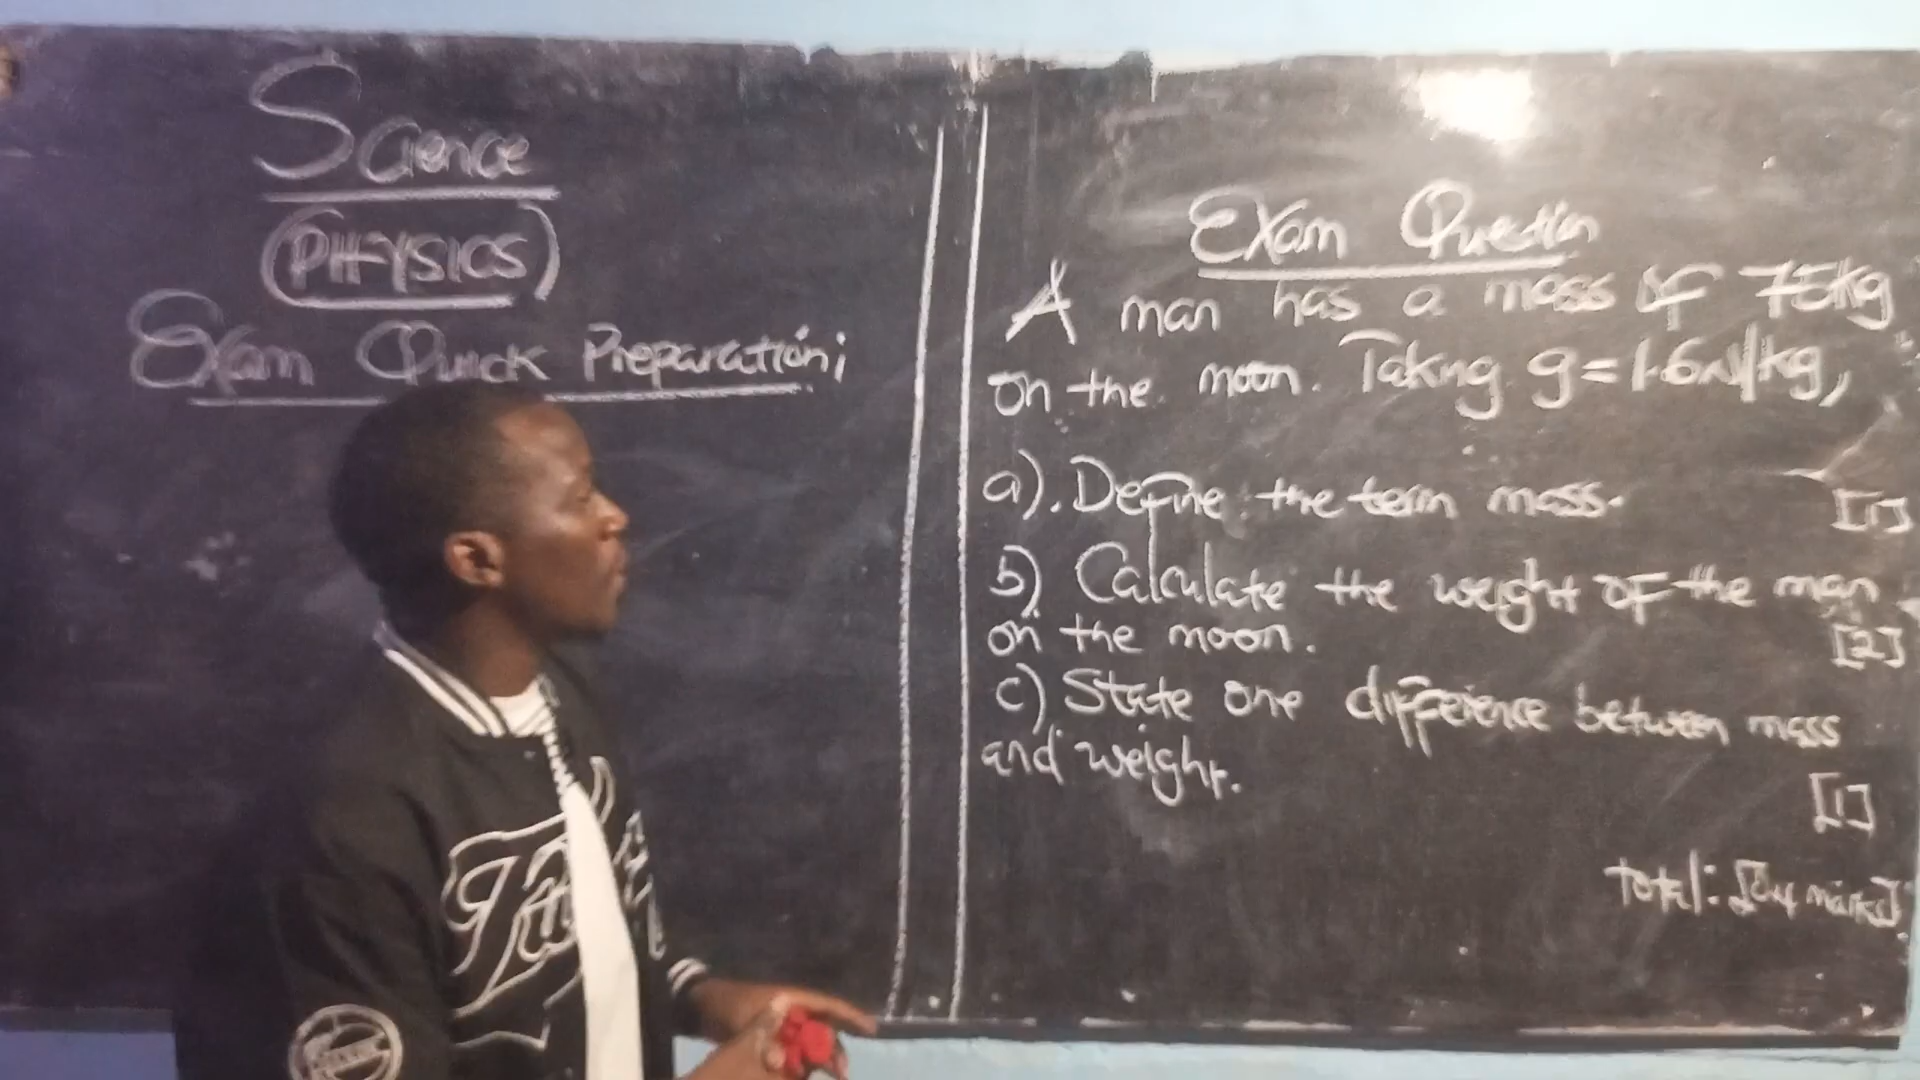 Science
(PHYSICS)
Exam Quick Preparation;
Exam Question
A man has a mass of 75kg
on the moon. Taking g=1.6N/kg,
a). Define the term mass. [1]
b) Calculate the weight of the man
on the moon. [2]
c) State one difference between mass
and weight.
[1]
total: [04 marks]